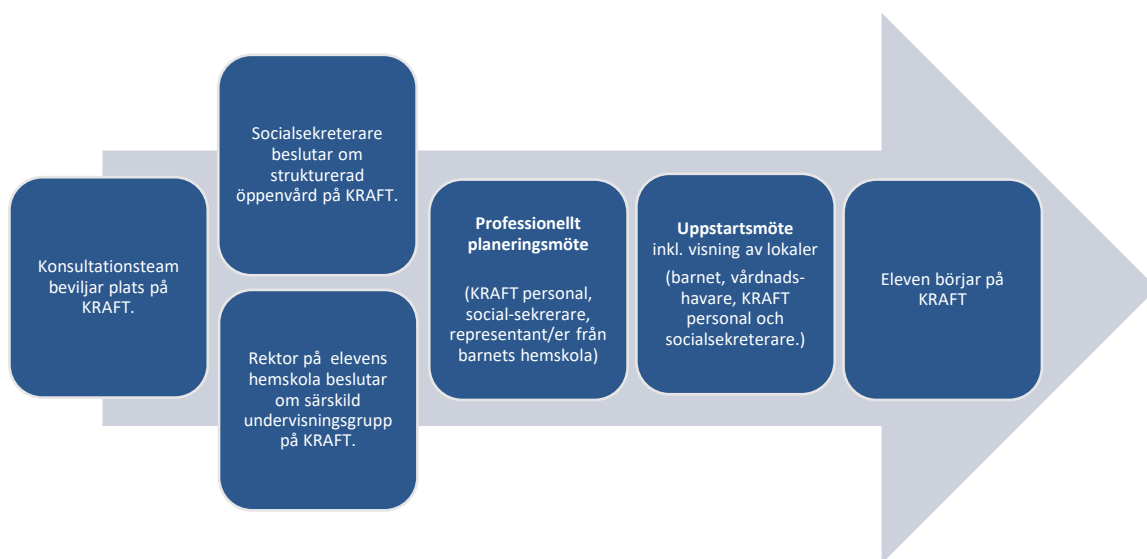 Konsultationsteam
beviljar plats på
KRAFT.
Socialsekreterare
beslutar om
strukturerad
öppenvård på KRAFT.
Rektor på elevens
hemskola beslutar
om särskild
undervisningsgrupp
på KRAFT.
Professionellt
planeringsmöte
(KRAFT personal,
social-sekrerare,
representant/er från
barnets hemskola)
Uppstartsmöte
inkl. visning av lokaler
(barnet, vårdnads-
havare, KRAFT
personal och
socialsekreterare.)
Eleven börjar på
KRAFT